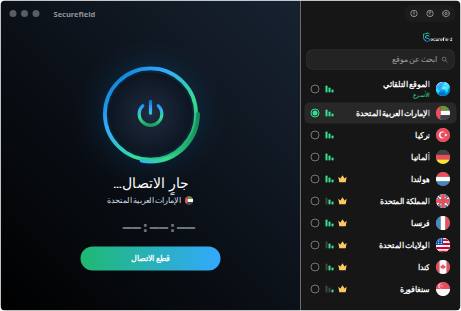 Securefield
Securefield
ابحث عن موقع
الموقع التلقائي
الأسرع
الإمارات العربية المتحدة
تركيا
ألمانيا
هولندا
المملكة المتحدة
فرنسا
الولايات المتحدة
كندا
سنغافورة
جارٍ الاتصال...
الإمارات العربية المتحدة
--- : --- : ---
قطع الاتصال